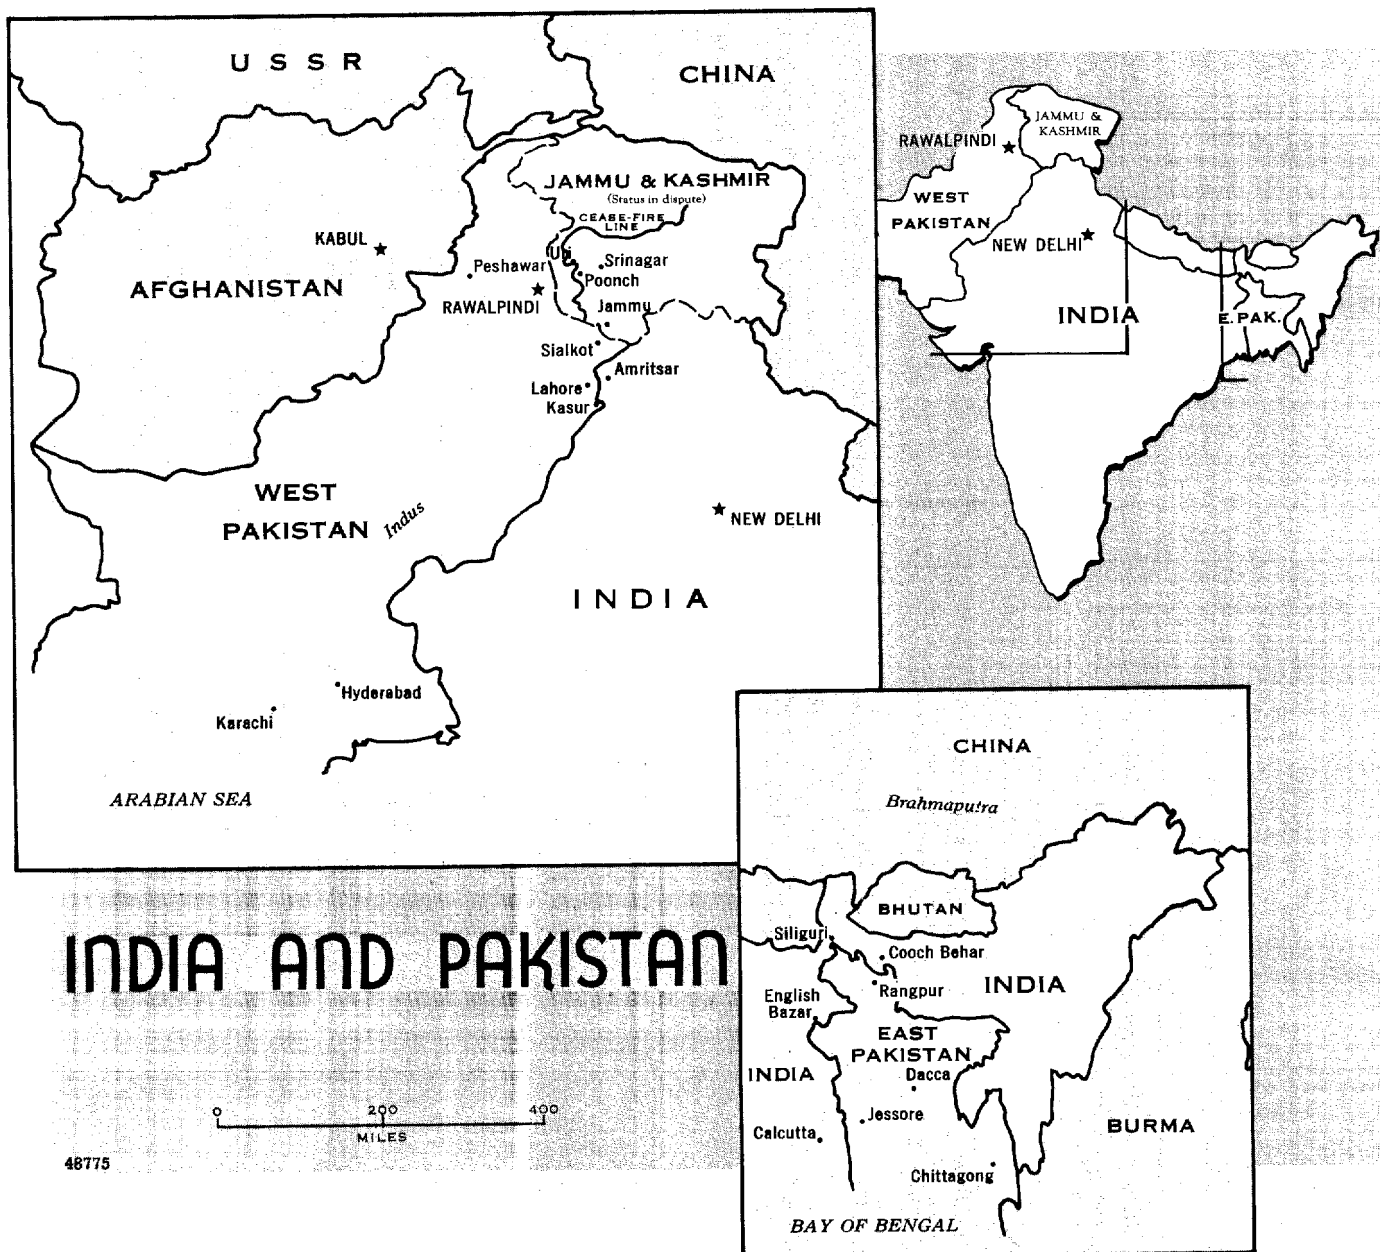 U S S R
CHINA
JAMMU & KASHMIR
(Status in dispute)
CEASE-FIRE
LINE
KABUL
Srinagar
Peshawar
Poonch
AFGHANISTAN
RAWALPINDI
Jammu
Sialkot
Amritsar
Lahore
Kasur
WEST
PAKISTAN
Indus
NEW DELHI
INDIA
Hyderabad
Karachi
ARABIAN SEA
JAMMU &
KASHMIR
RAWALPINDI
WEST
PAKISTAN
NEW DELHI
INDIA
E. PAK.
CHINA
Brahmaputra
BHUTAN
Siliguri
Cooch Behar
INDIA
Rangpur
English
Bazar
EAST
PAKISTAN
INDIA
Dacca
Jessore
Calcutta
BURMA
Chittagong
BAY OF BENGAL
INDIA AND PAKISTAN
0 200 400
MILES
48775